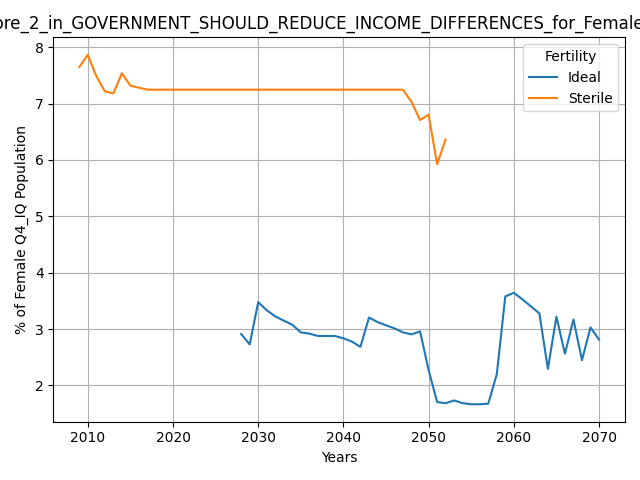 ore_2_in_GOVERNMENT_SHOULD_REDUCE_INCOME_DIFFERENCES_for_Female
Fertility
Ideal
Sterile
% of Female Q4_IQ Population
8
7
6
5
4
3
2
2010 2020 2030 2040 2050 2060 2070
Years